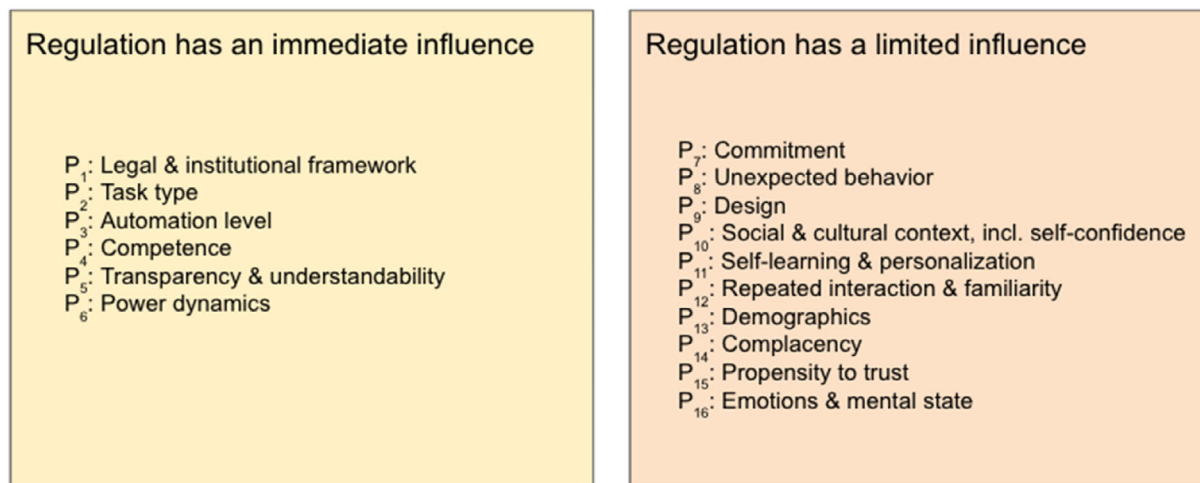 Regulation has an immediate influence
P₁: Legal & institutional framework
P₂: Task type
P₃: Automation level
P₄: Competence
P₅: Transparency & understandability
P₆: Power dynamics
Regulation has a limited influence
P₇: Commitment
P₈: Unexpected behavior
P₉: Design
P₁₀: Social & cultural context, incl. self-confidence
P₁₁: Self-learning & personalization
P₁₂: Repeated interaction & familiarity
P₁₃: Demographics
P₁₄: Complacency
P₁₅: Propensity to trust
P₁₆: Emotions & mental state